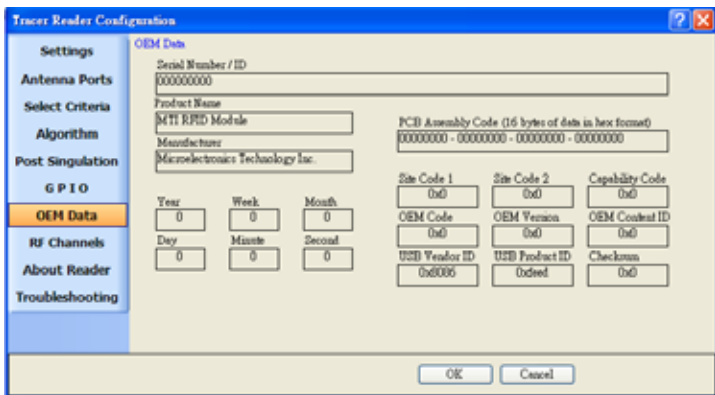 Tracer Reader Configuration
Settings
Antenna Ports
Select Criteria
Algorithm
Post Singulation
G P I O
OEM Data
RF Channels
About Reader
Troubleshooting
OEM Data
Serial Number / ID
000000000
Product Name
MTI RFID Module
Manufacturer
Microelectronics Technology Inc.
PCB Assembly Code (16 bytes of data in hex format)
00000000 - 00000000 - 00000000 - 00000000
Year Week Month
0 0 0
Day Minute Second
0 0 0
Site Code 1 Site Code 2 Capability Code
0x0 0x0 0x0
OEM Code OEM Version OEM Content ID
0x0 0x0 0x0
USB Vendor ID USB Product ID Checksum
0x8086 0xfeed 0x0
OK Cancel